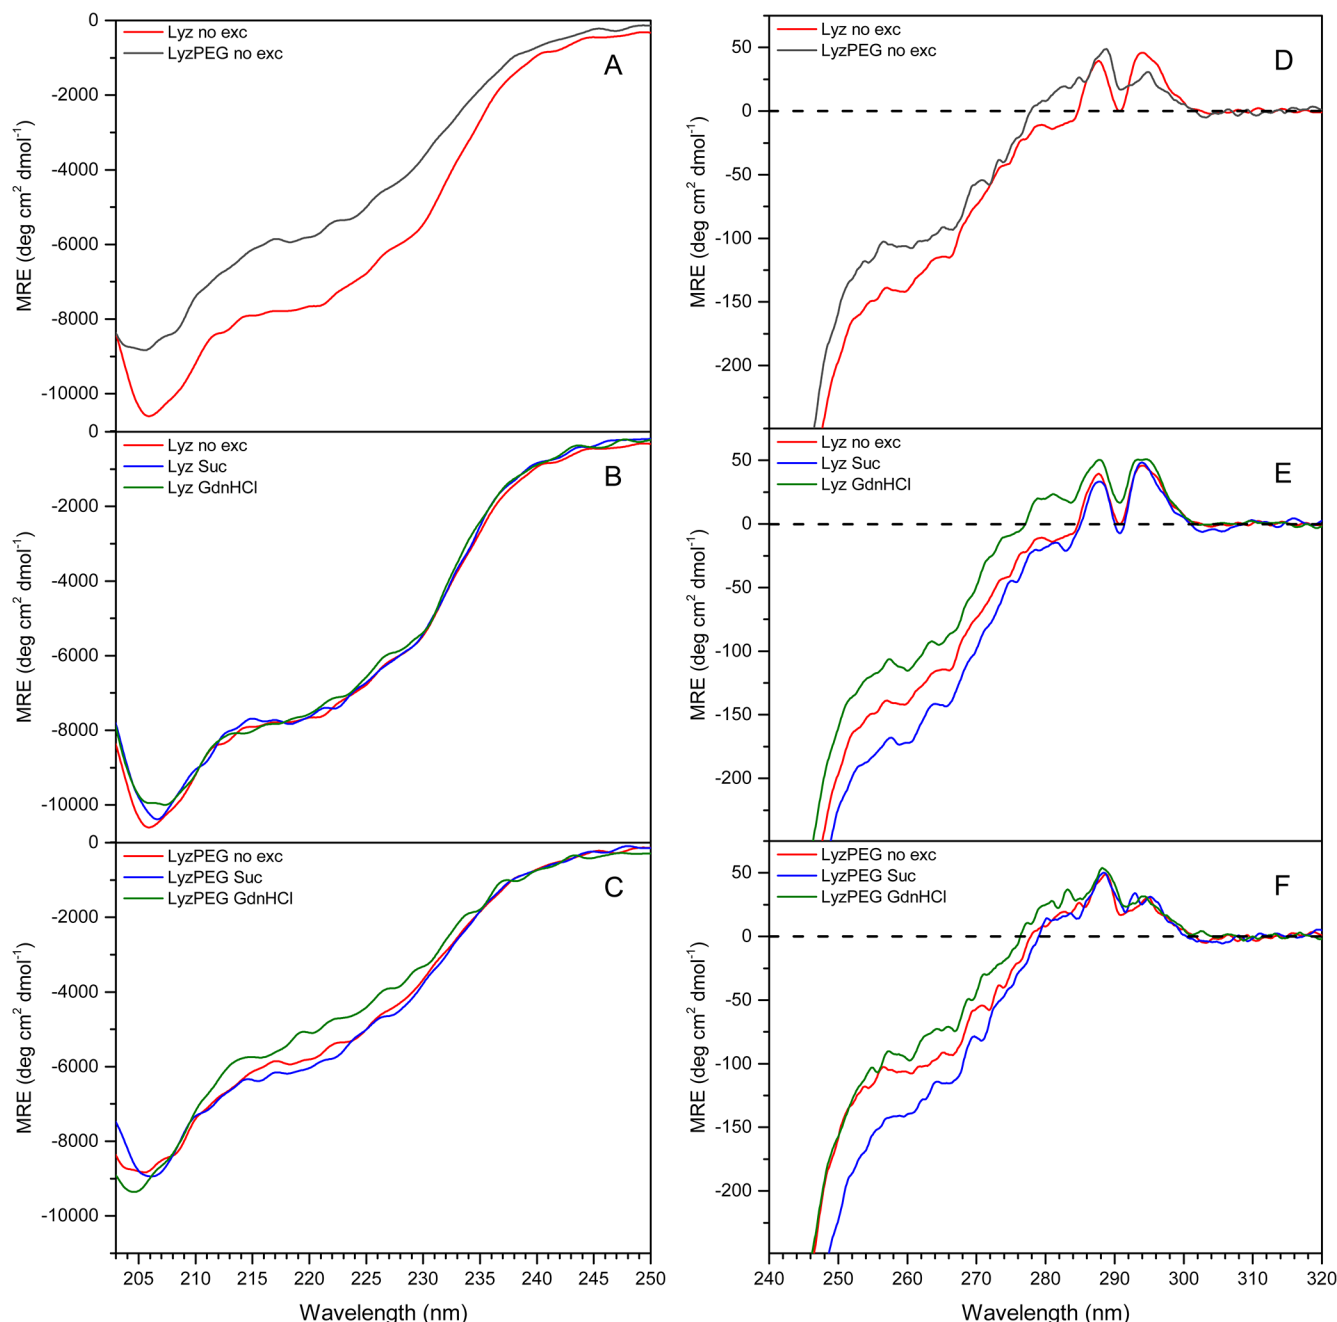 Lyz no exc
LyzPEG no exc
A
0
-2000
-4000
-6000
-8000
-10000
MRE (deg cm² dmol⁻¹)
Lyz no exc
Lyz Suc
Lyz GdnHCl
B
0
-2000
-4000
-6000
-8000
-10000
MRE (deg cm² dmol⁻¹)
LyzPEG no exc
LyzPEG Suc
LyzPEG GdnHCl
C
0
-2000
-4000
-6000
-8000
-10000
MRE (deg cm² dmol⁻¹)
205 210 215 220 225 230 235 240 245 250
Wavelength (nm)
Lyz no exc
LyzPEG no exc
D
50
0
-50
-100
-150
-200
MRE (deg cm² dmol⁻¹)
Lyz no exc
Lyz Suc
Lyz GdnHCl
E
50
0
-50
-100
-150
-200
MRE (deg cm² dmol⁻¹)
LyzPEG no exc
LyzPEG Suc
LyzPEG GdnHCl
F
50
0
-50
-100
-150
-200
MRE (deg cm² dmol⁻¹)
240 250 260 270 280 290 300 310 320
Wavelength (nm)